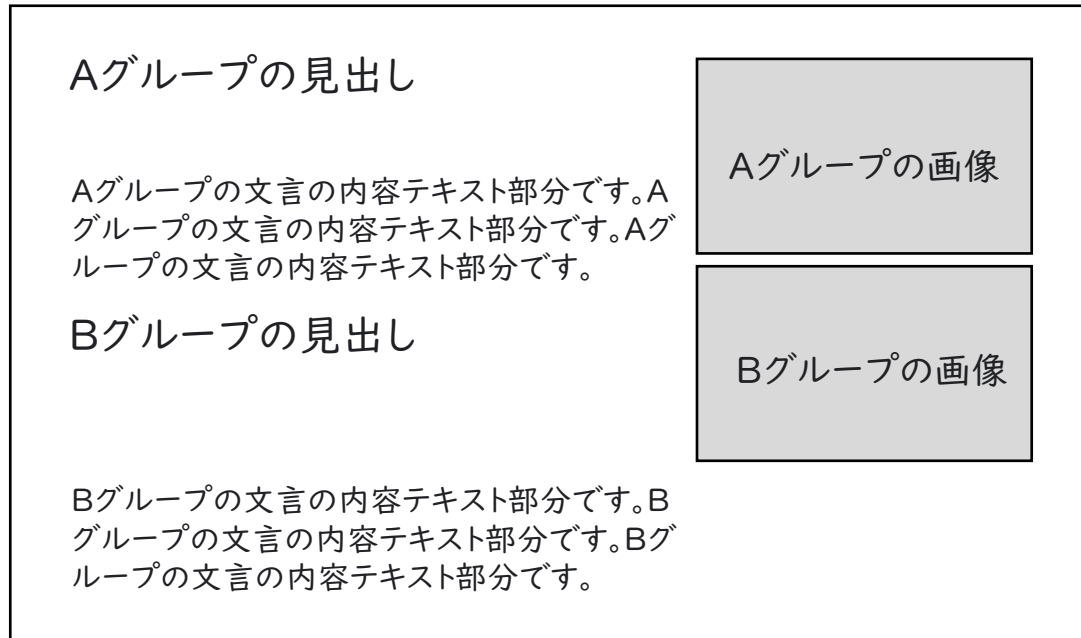 Aグループの見出し
Aグループの文言の内容テキスト部分です。A
グループの文言の内容テキスト部分です。Aグ
ループの文言の内容テキスト部分です。
Aグループの画像
Bグループの見出し
Bグループの文言の内容テキスト部分です。B
グループの文言の内容テキスト部分です。Bグ
ループの文言の内容テキスト部分です。
Bグループの画像